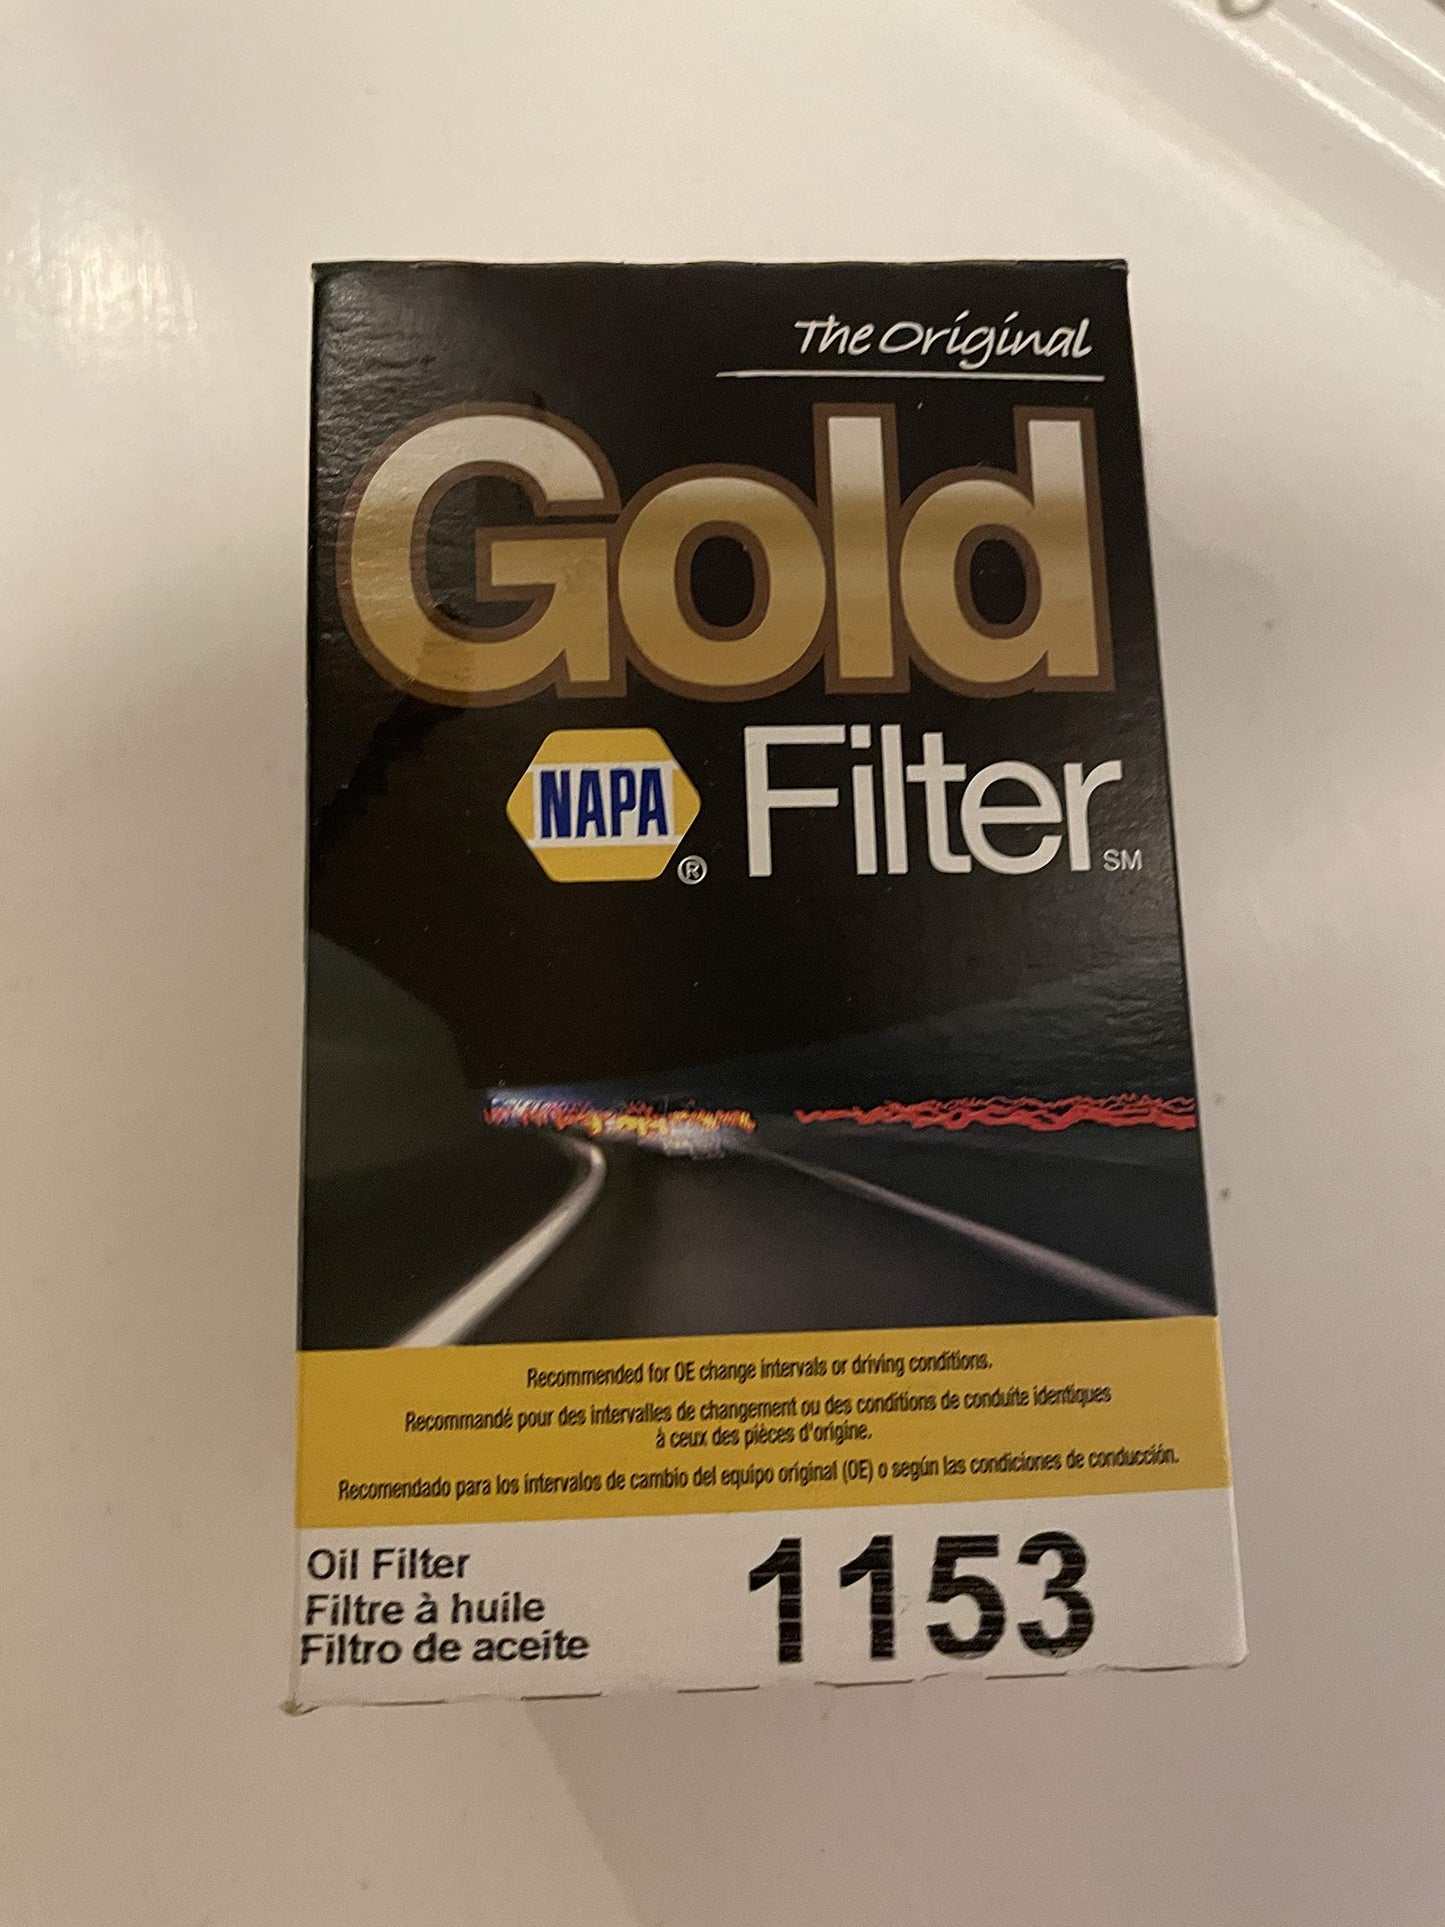 The Original
Gold
NAPA® Filter SM
Recommended for OE change intervals or driving conditions.
Recommandé pour des intervalles de changement ou des conditions de conduite identiques
à ceux des pièces d'origine.
Recomendado para los intervalos de cambio del equipo original (OE) o según las condiciones de conducción.
Oil Filter
Filtre à huile
Filtro de aceite
1153